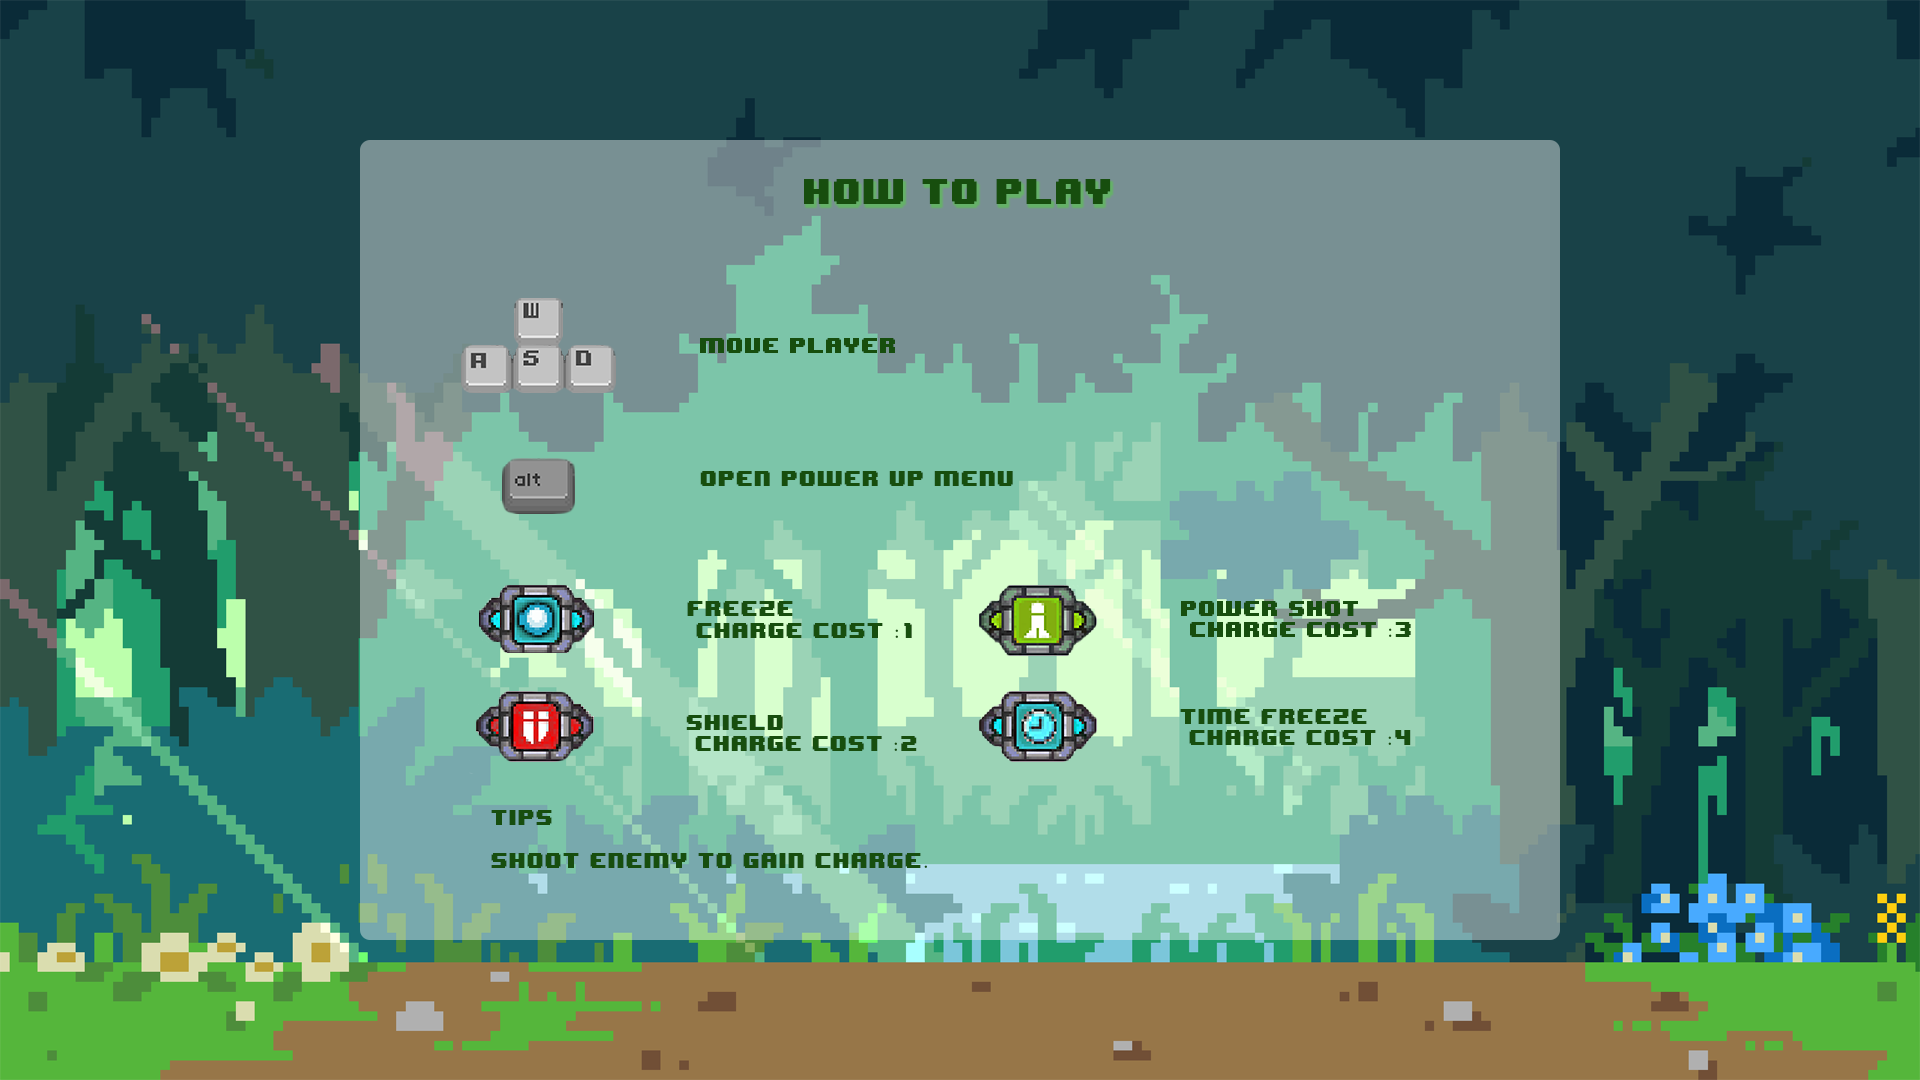 HOW TO PLAY
W
A S D
MOVE PLAYER
alt
OPEN POWER UP MENU
FREEZE
CHARGE COST :1
POWER SHOT
CHARGE COST :3
SHIELD
CHARGE COST :2
TIME FREEZE
CHARGE COST :4
TIPS
SHOOT ENEMY TO GAIN CHARGE.